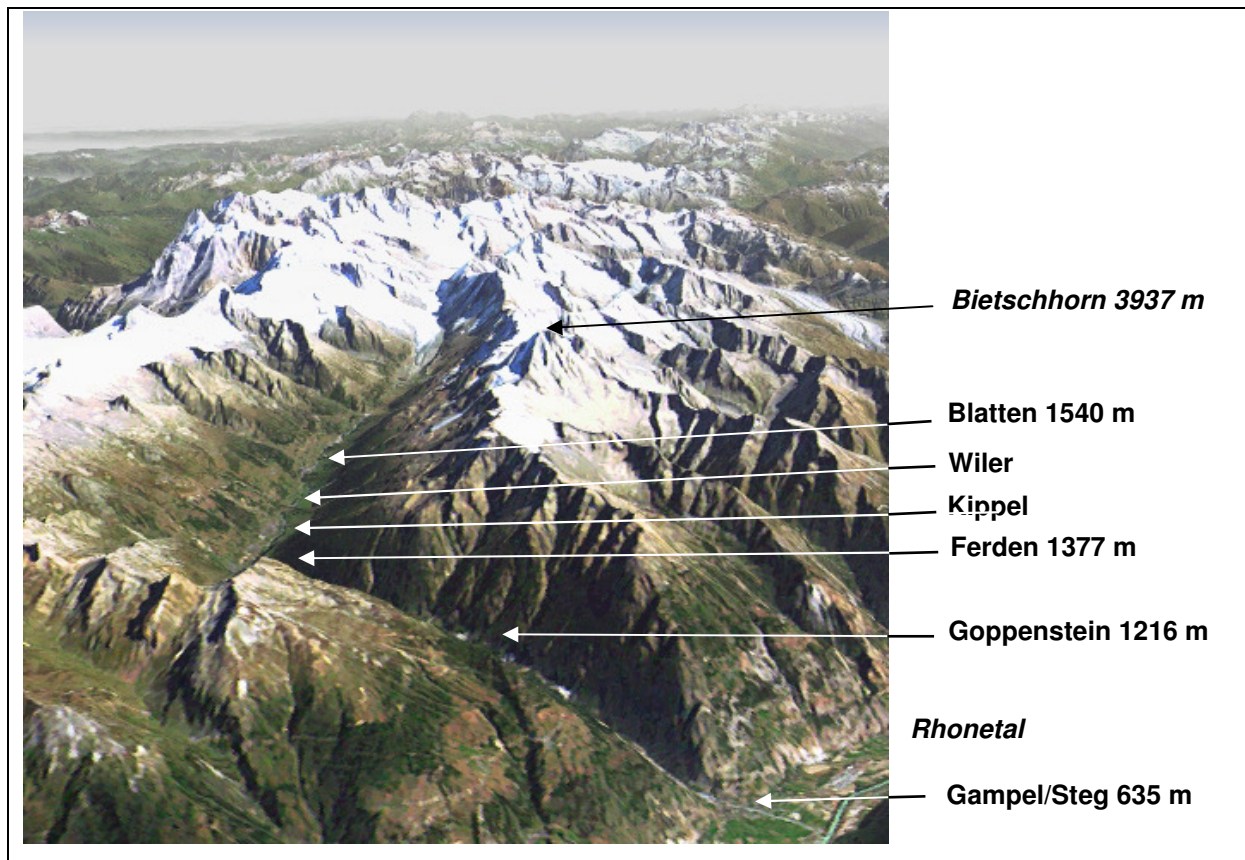 Bietschhorn 3937 m
Blatten 1540 m
Wiler
Kippel
Ferden 1377 m
Goppenstein 1216 m
Rhonetal
Gampel/Steg 635 m